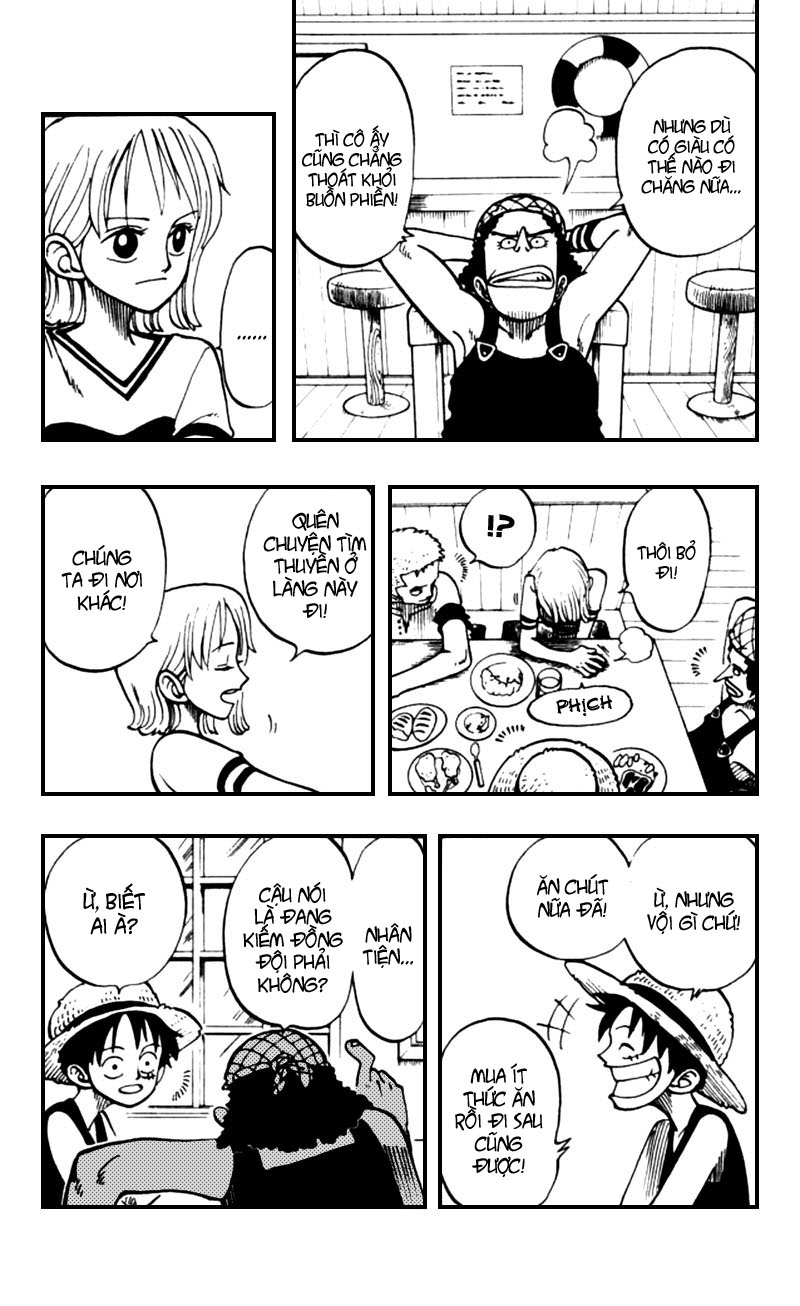 NHƯNG DÙ
CÓ GIÀU CÓ
THẾ NÀO ĐI
CHĂNG NỮA...
THÌ CÔ ẤY
CŨNG CHẲNG
THOÁT KHỎI
BUỒN PHIỀN!
......
THÔI BỎ
ĐI!
!?
PHỊCH
QUÊN
CHUYỆN TÌM
THUYỀN Ở
LÀNG NÀY
ĐI!
CHÚNG
TA ĐI NƠI
KHÁC!
Ừ, NHƯNG
VỘI GÌ CHỨ!
ĂN CHÚT
NỮA ĐÃ!
MUA ÍT
THỨC ĂN
RỒI ĐI SAU
CŨNG
ĐƯỢC!
NHÂN
TIỆN...
CẬU NÓI
LÀ ĐANG
KIẾM ĐỒNG
ĐỘI PHẢI
KHÔNG?
Ừ, BIẾT
AI À?